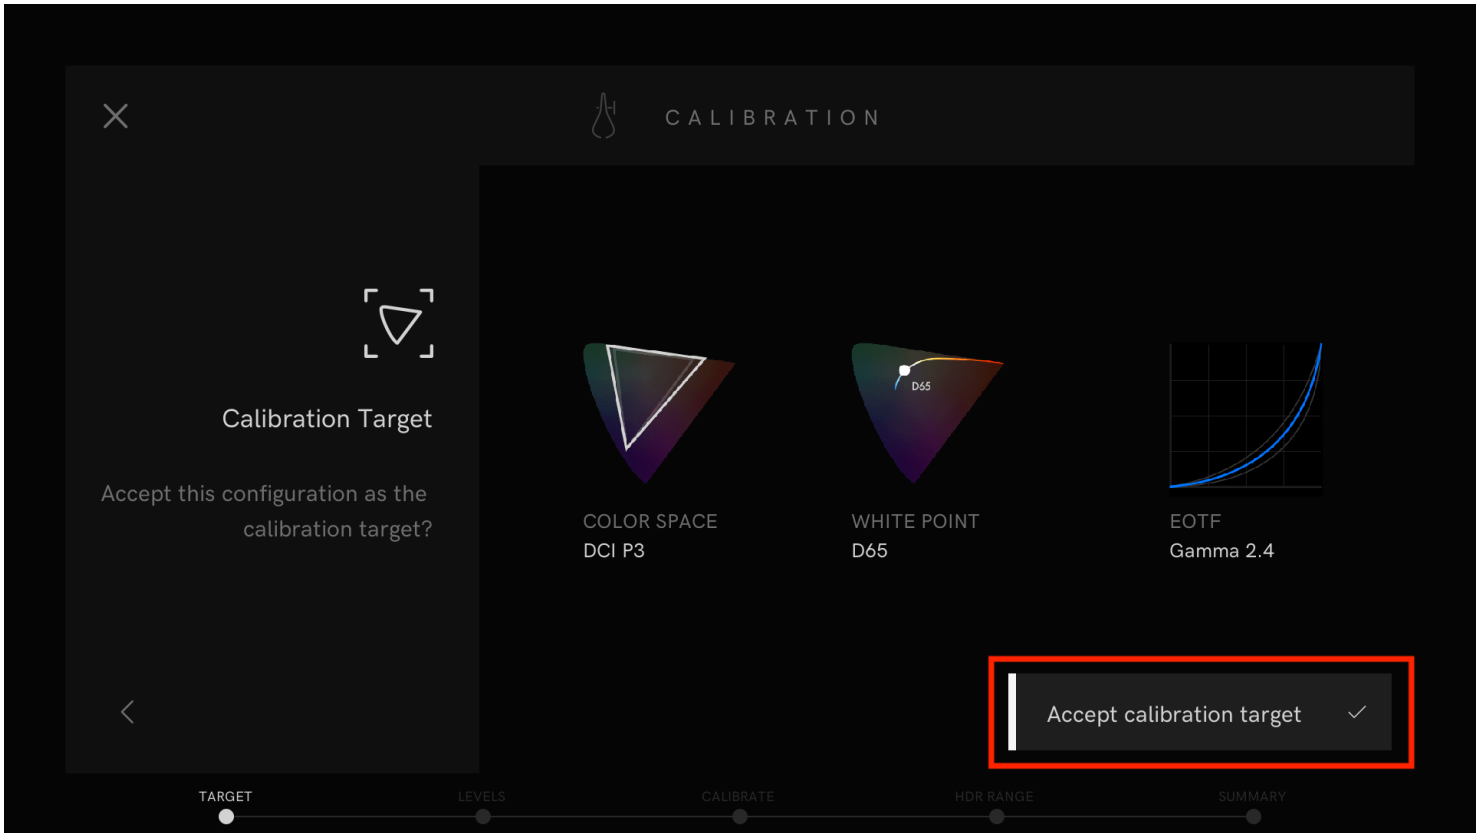 CALIBRATION
Calibration Target
Accept this configuration as the
calibration target?
D65
COLOR SPACE
DCI P3
WHITE POINT
D65
EOTF
Gamma 2.4
Accept calibration target
TARGET
LEVELS
CALIBRATE
HDR RANGE
SUMMARY